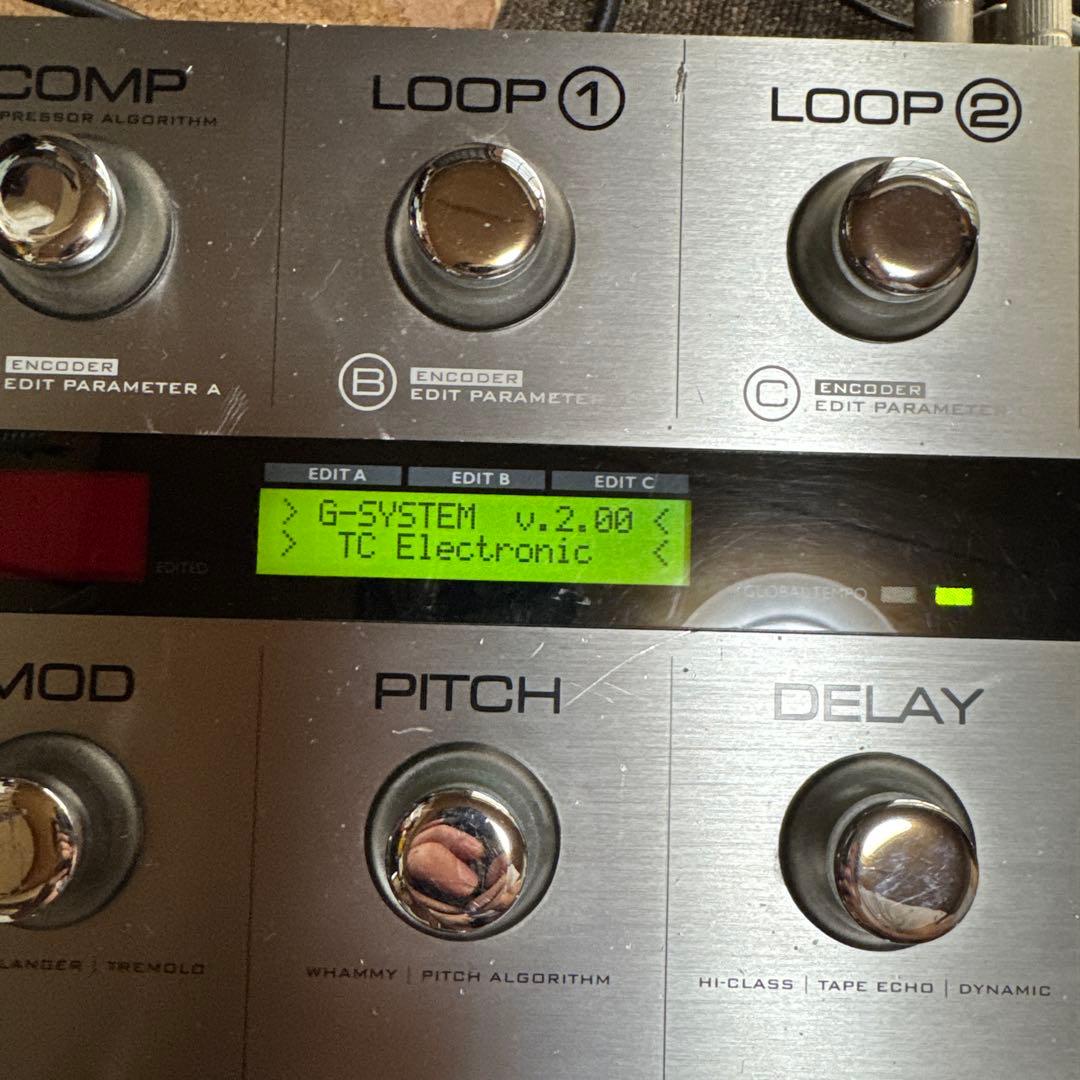 COMP
PRESSOR ALGORITHM
LOOP 1
LOOP 2
ENCODER
EDIT PARAMETER A
B
ENCODER
EDIT PARAMETER
C
ENCODER
EDIT PARAMETER C
EDIT A
EDIT B
EDIT C
> G-SYSTEM v.2.00 <
> TC Electronic <
EDITED
GLOBAL TEMPO
MOD
PITCH
DELAY
LANGER | TREMOLO
WHAMMY | PITCH ALGORITHM
HI-CLASS | TAPE ECHO | DYNAMIC